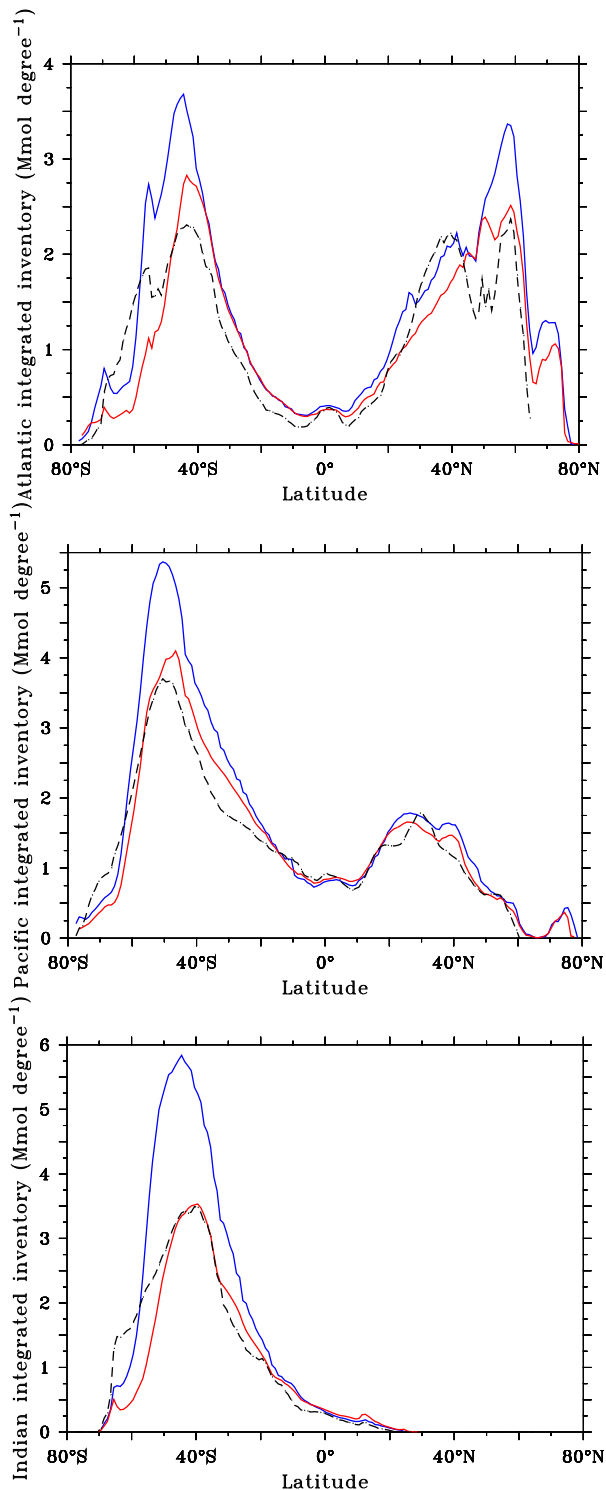 Atlantic integrated inventory (Mmol degree⁻¹)
4
3
2
1
0
80°S 40°S 0° 40°N 80°N
Latitude
Pacific integrated inventory (Mmol degree⁻¹)
5
4
3
2
1
0
80°S 40°S 0° 40°N 80°N
Latitude
Indian integrated inventory (Mmol degree⁻¹)
6
5
4
3
2
1
0
80°S 40°S 0° 40°N 80°N
Latitude